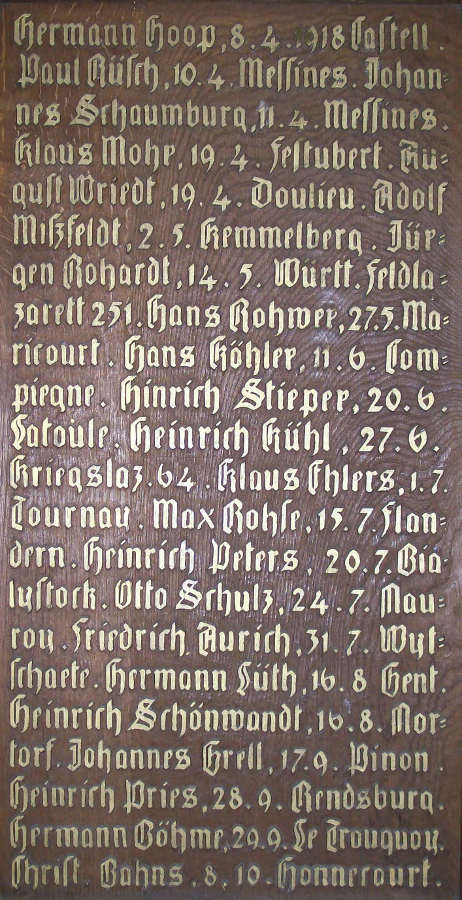 Hermann Hoop, 8. 4. 1918 Castell.
Paul Rüsch, 10. 4. Messines. Johan-
nes Schaumburg, 11. 4. Messines.
Klaus Mohr, 19. 4. Festubert. Au-
gust Wriedt, 19. 4. Doulieu. Adolf
Mißfeldt, 2. 5. Kemmelberg. Jür-
gen Rohardt, 14. 5. Württ. Feldla-
zarett 251. Hans Rohwer, 27.5. Ma-
ricourt. Hans Köhler, 11. 6. Com-
piegne. Hinrich Stieper, 20. 6.
Latoule. Heinrich Kühl, 27. 6.
Kriegslaz. 64. Klaus Ehlers, 1. 7.
Tournay. Max Rohse, 15. 7. Flan-
dern. Heinrich Peters, 20. 7. Bia-
lystock. Otto Schulz, 24. 7. Mau-
roy. Friedrich Aurich, 31. 7. Wyt-
schaete. Hermann Lüth, 16. 8 Gent.
Heinrich Schönwandt, 16. 8. Mor-
torf. Johannes Grell, 17. 9. Pinon.
Heinrich Pries, 28. 9. Rendsburg.
Hermann Böhme, 29. 9. Le Trouquoy.
Christ. Bahns, 8. 10. Honnecourt.